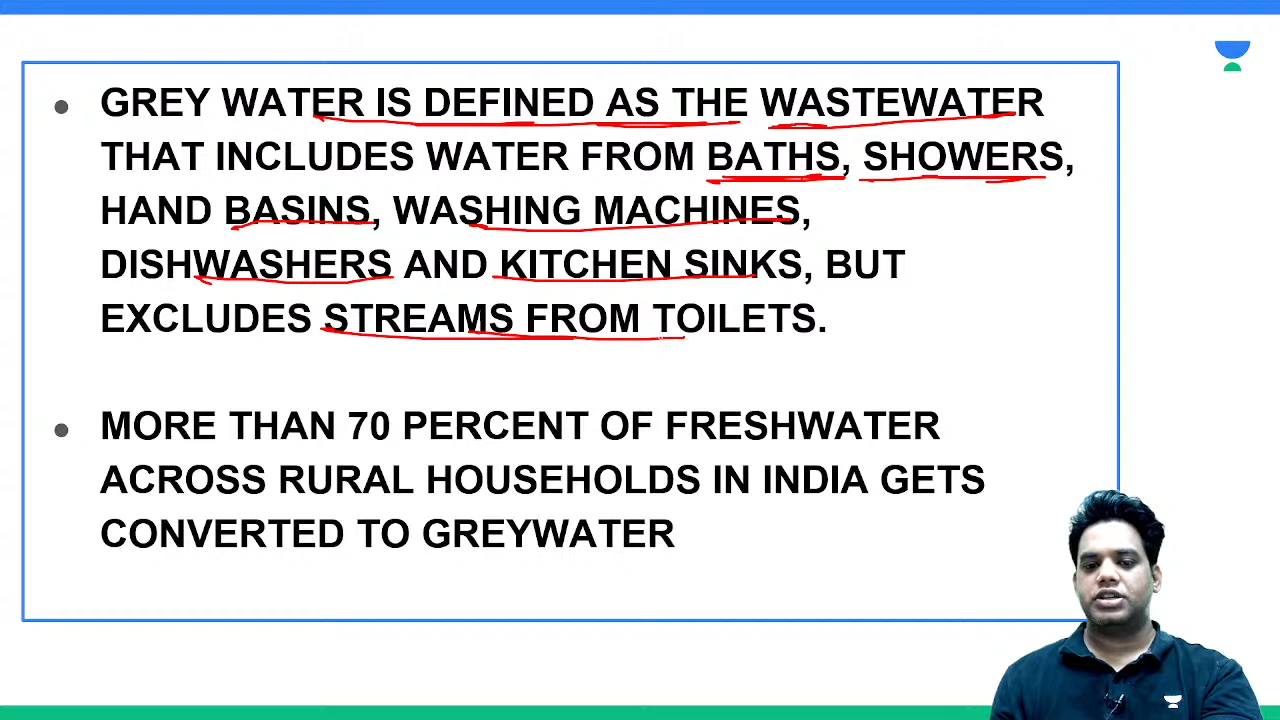 GREY WATER IS DEFINED AS THE WASTEWATER
THAT INCLUDES WATER FROM BATHS, SHOWERS,
HAND BASINS, WASHING MACHINES,
DISHWASHERS AND KITCHEN SINKS, BUT
EXCLUDES STREAMS FROM TOILETS.
MORE THAN 70 PERCENT OF FRESHWATER
ACROSS RURAL HOUSEHOLDS IN INDIA GETS
CONVERTED TO GREYWATER